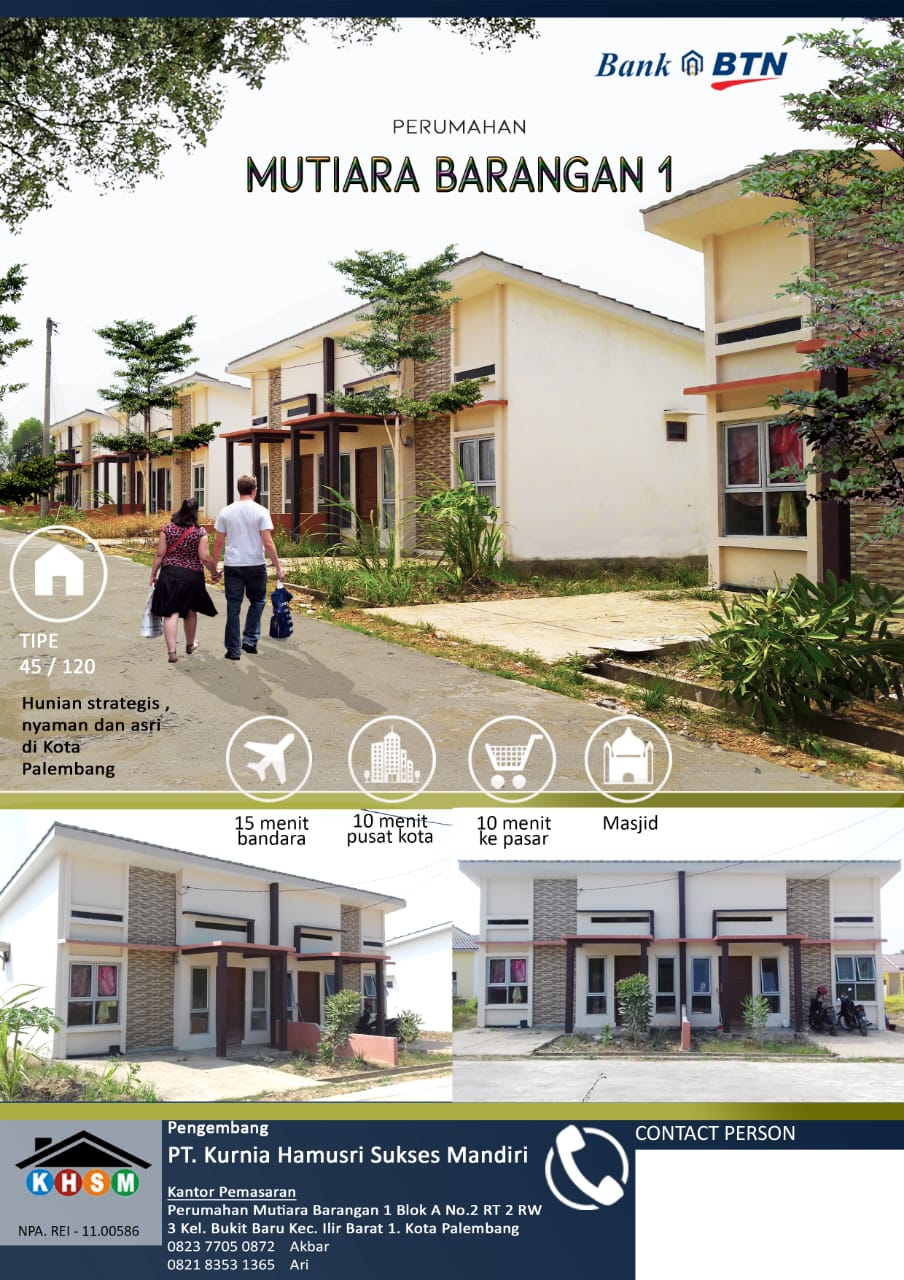 Bank BTN
PERUMAHAN
MUTIARA BARANGAN 1
TIPE
45 / 120
Hunian strategis ,
nyaman dan asri
di Kota
Palembang
15 menit
bandara
10 menit
pusat kota
10 menit
ke pasar
Masjid
KHSM
NPA. REI - 11.00586
Pengembang
PT. Kurnia Hamusri Sukses Mandiri
Kantor Pemasaran
Perumahan Mutiara Barangan 1 Blok A No.2 RT 2 RW
3 Kel. Bukit Baru Kec. Ilir Barat 1. Kota Palembang
0823 7705 0872 Akbar
0821 8353 1365 Ari
CONTACT PERSON